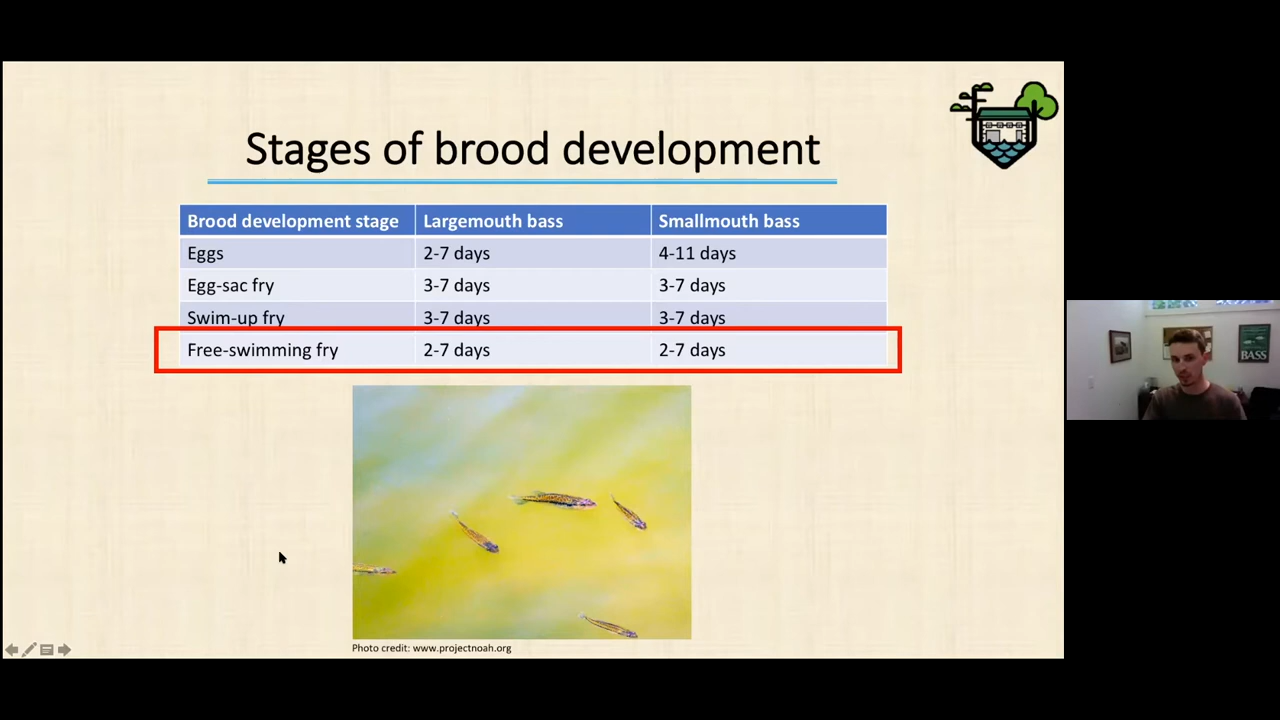 Stages of brood development
Brood development stage Largemouth bass Smallmouth bass
Eggs 2-7 days 4-11 days
Egg-sac fry 3-7 days 3-7 days
Swim-up fry 3-7 days 3-7 days
Free-swimming fry 2-7 days 2-7 days
Photo credit: www.projectnoah.org
BASS